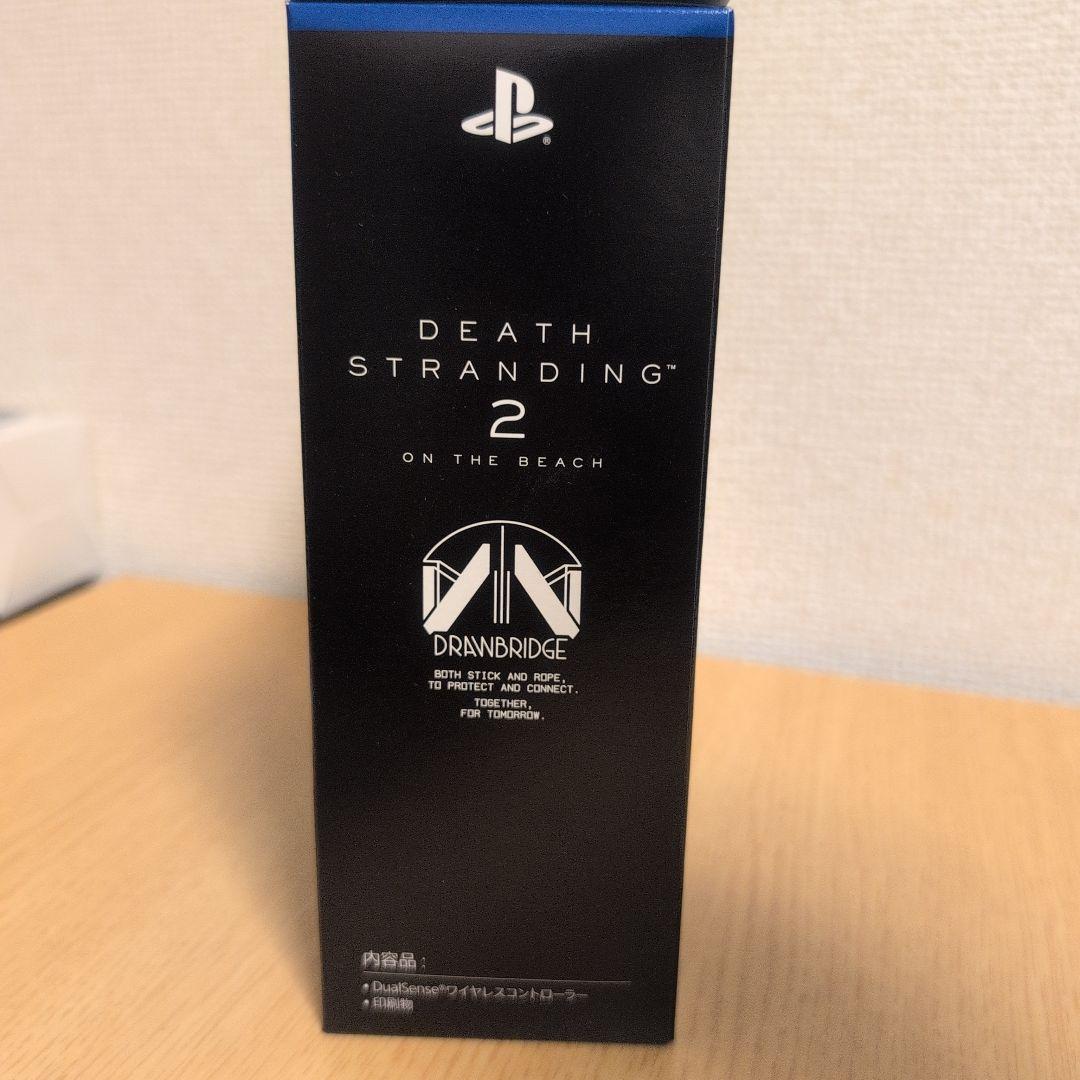 DEATH
STRANDING™
2
ON THE BEACH
DRAWBRIDGE
BOTH STICK AND ROPE,
TO PROTECT AND CONNECT.
TOGETHER,
FOR TOMORROW.
内容品：
• DualSense®ワイヤレスコントローラー
• 印刷物